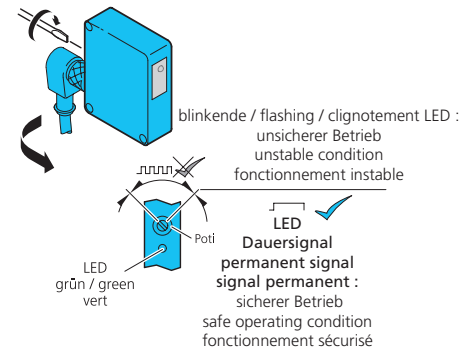 blinkende / flashing / clignotement LED :
unsicherer Betrieb
unstable condition
fonctionnement instable
Poti
LED
grün / green
vert
LED
Dauersignal
permanent signal
signal permanent :
sicherer Betrieb
safe operating condition
fonctionnement sécurisé